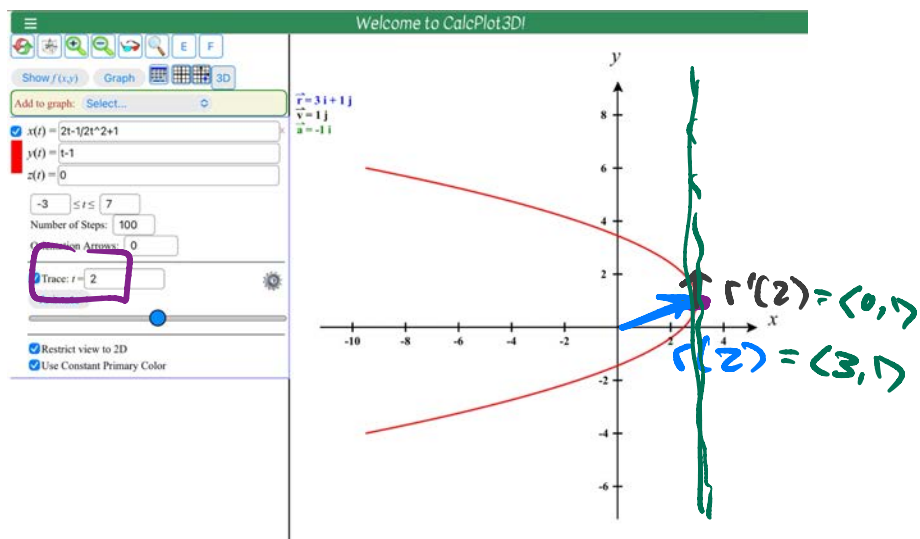 Welcome to CalcPlot3D!
E F
Show f (x,y) Graph 3D
Add to graph: Select...
x(t) = 2t-1/2t^2+1 x
y(t) = t-1
z(t) = 0
-3 ≤ t ≤ 7
Number of Steps: 100
Orientation Arrows: 0
Trace: t = 2
Restrict view to 2D
Use Constant Primary Color
r = 3 i + 1 j
v = 1 j
a = -1 i
y
8
6
4
2
-10 -8 -6 -4 -2 2 4 x
-2
-4
-6
r'(2) = <0,1>
r(2) = <3,1>